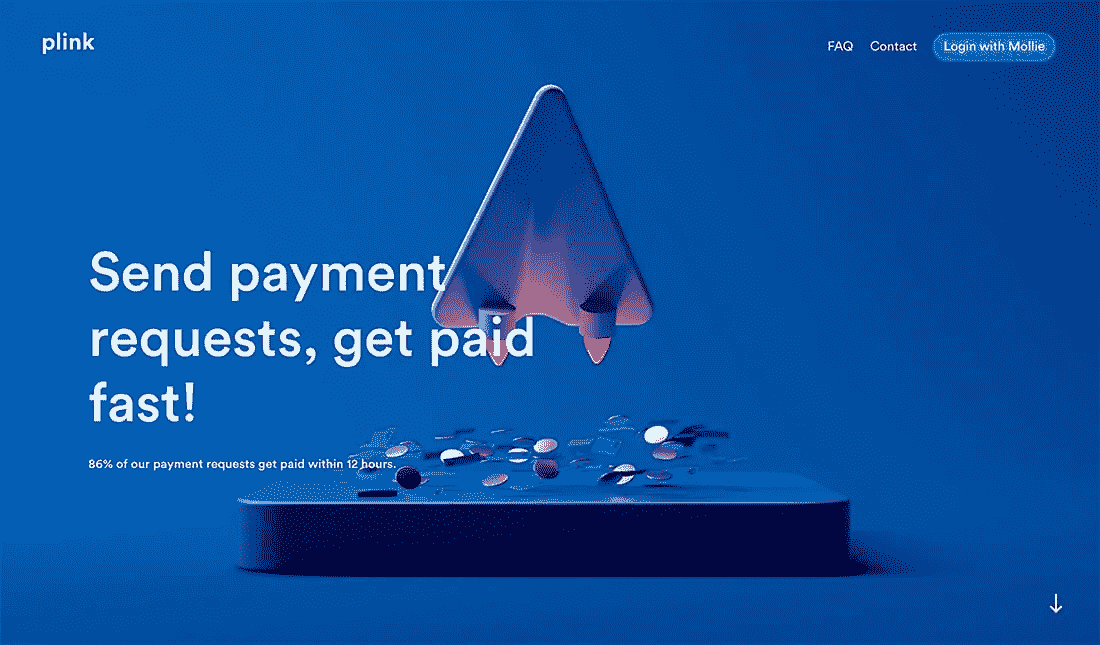 plink
FAQ Contact Login with Mollie
Send payment
requests, get paid
fast!
86% of our payment requests get paid within 12 hours.